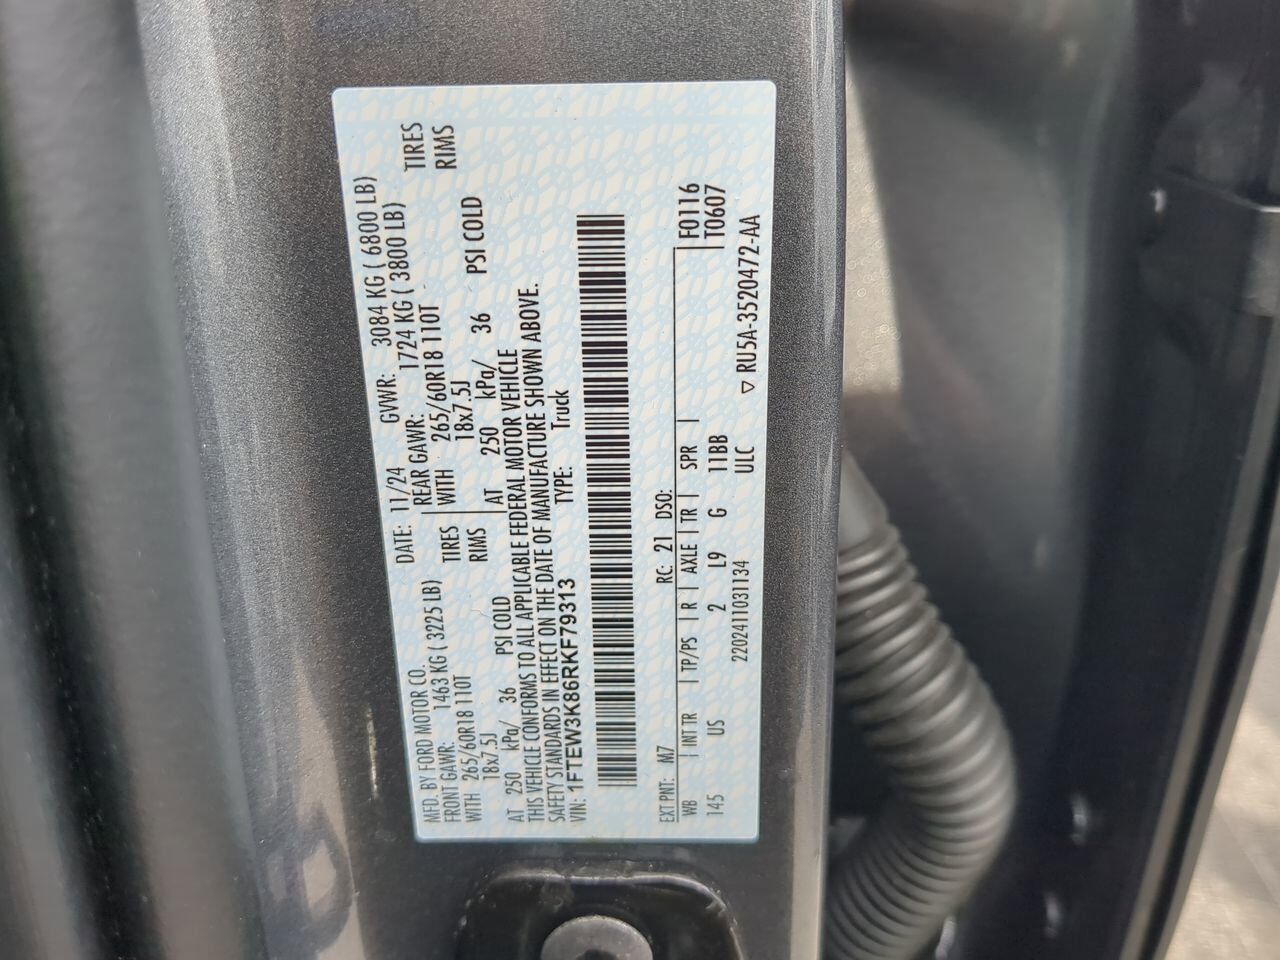 MFD. BY FORD MOTOR CO. DATE: 11/24 GVWR: 3084 KG ( 6800 LB)
FRONT GAWR: 1463 KG ( 3225 LB) REAR GAWR: 1724 KG ( 3800 LB)
WITH 265/60R18 110T TIRES WITH 265/60R18 110T TIRES
18x7.5J RIMS 18x7.5J RIMS
AT 250 kPa/ 36 PSI COLD AT 250 kPa/ 36 PSI COLD
THIS VEHICLE CONFORMS TO ALL APPLICABLE FEDERAL MOTOR VEHICLE
SAFETY STANDARDS IN EFFECT ON THE DATE OF MANUFACTURE SHOWN ABOVE.
VIN: 1FTEW3K86RKF79313 TYPE: Truck
EXT PNT: M7 RC: 21 DSO: F0116
WB INT TR TP/PS R AXLE TR SPR T0607
145 US 2 L9 G 11BB
2202411031134 ULC ▽ RU5A-3520472-AA